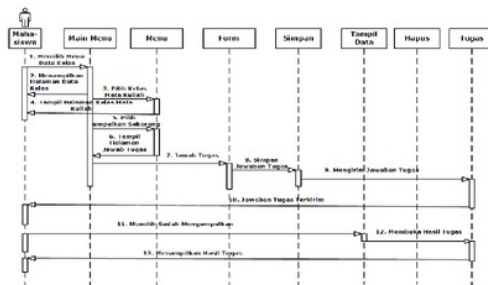 Maha-
siswa
Main Menu
Menu
Form
Simpan
Tampil
Data
Hapus
Tugas
1. Memilih Menu
Data Kelas
2. Menampilkan
Halaman Data
Kelas
3. Pilih Kelas
Mata Kuliah
4. Tampil Halaman Kelas Mata
Kuliah
5. Pilih
Kumpulkan Sekarang
6. Tampil
Halaman
Jawab Tugas
7. Jawab Tugas
8. Simpan
Jawaban Tugas
9. Mengirim Jawaban Tugas
10. Jawaban Tugas Terkirim
11. Memilih Sudah Mengumpulkan
12. Membuka Hasil Tugas
13. Menampilkan Hasil Tugas